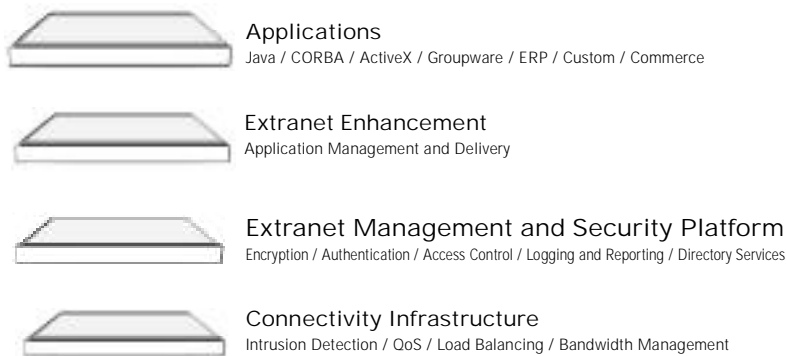 Applications
Java / CORBA / ActiveX / Groupware / ERP / Custom / Commerce
Extranet Enhancement
Application Management and Delivery
Extranet Management and Security Platform
Encryption / Authentication / Access Control / Logging and Reporting / Directory Services
Connectivity Infrastructure
Intrusion Detection / QoS / Load Balancing / Bandwidth Management